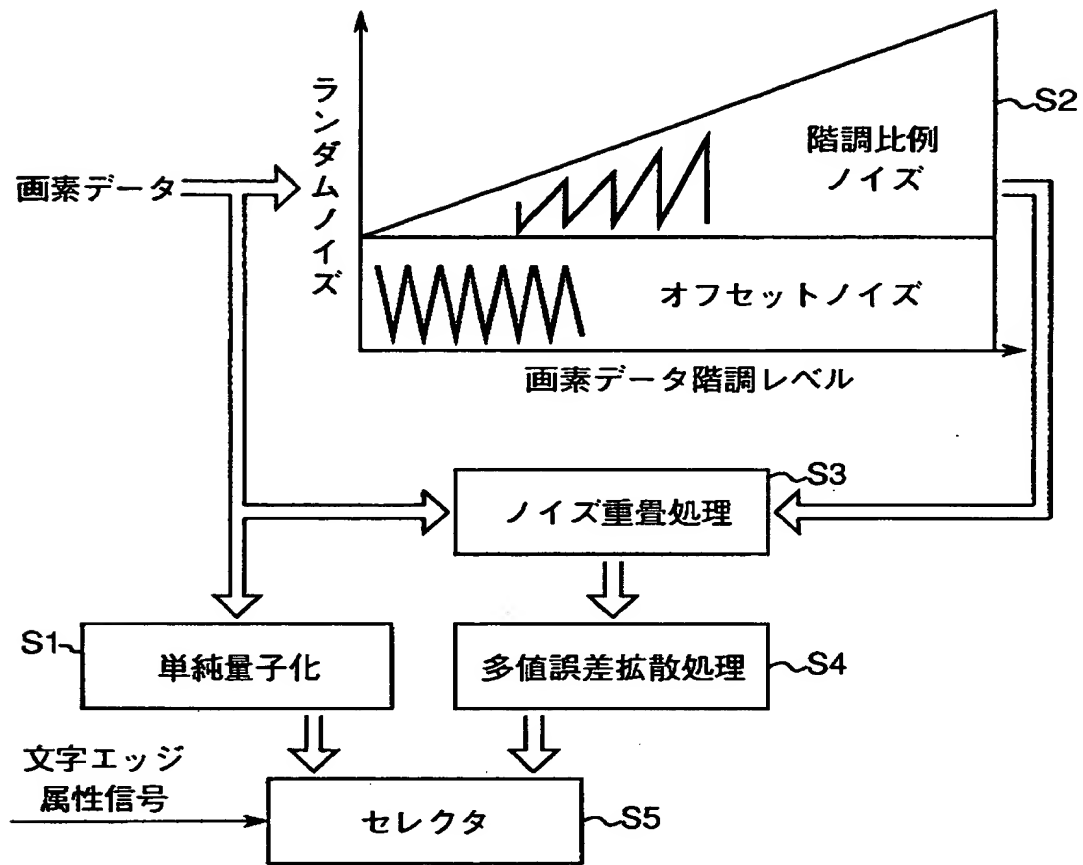 ランダムノイズ
S2
階調比例
ノイズ
画素データ
オフセットノイズ
画素データ階調レベル
S3
ノイズ重畳処理
S1
単純量子化
多値誤差拡散処理
S4
文字エッジ
属性信号
セレクタ
S5